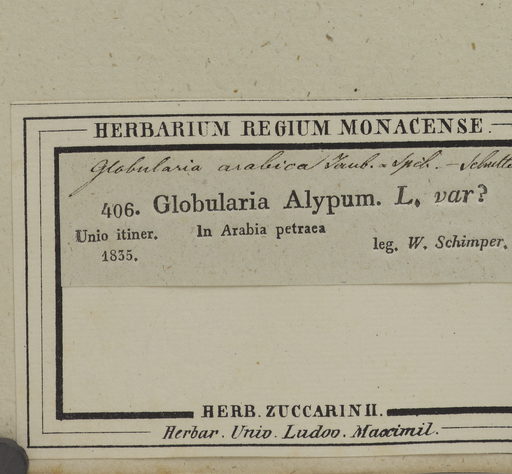 HERBARIUM REGIUM MONACENSE.
Globularia arabica Jaub. & Spch. —
406. Globularia Alypum. L. var?
Unio itiner. In Arabia petraea
1835. leg. W. Schimper.
HERB. ZUCCARINII.
Herbar. Univ. Ludov. Maximil.